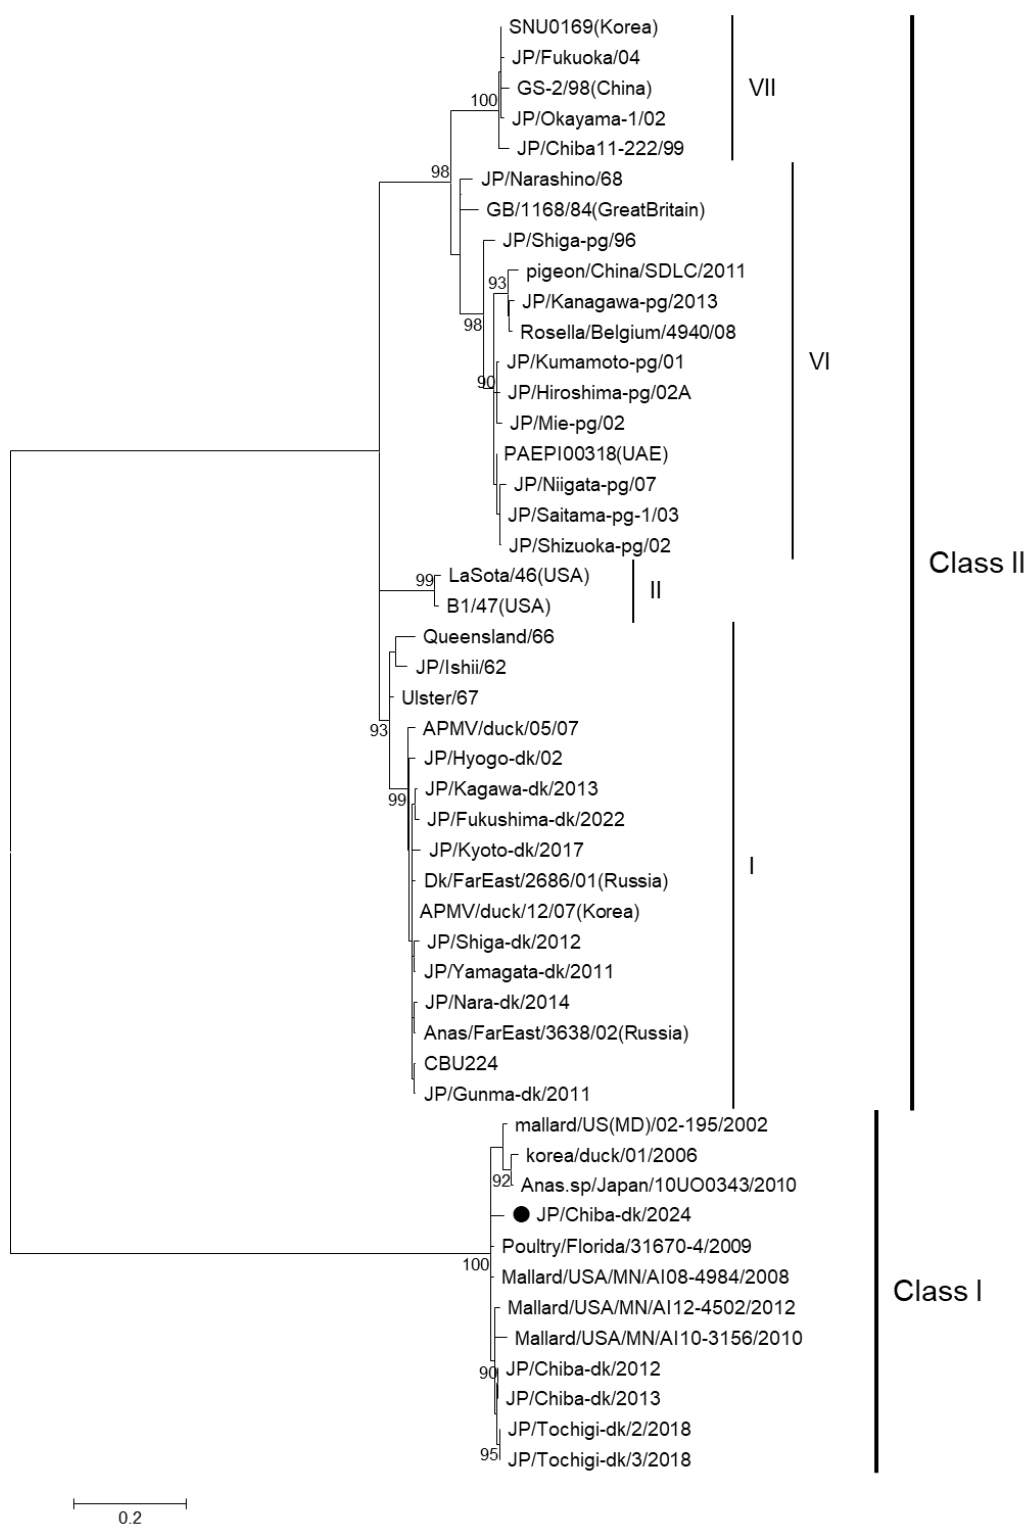 SNU0169(Korea)
JP/Fukuoka/04
GS-2/98(China)
100
VII
JP/Okayama-1/02
JP/Chiba11-222/99
98
JP/Narashino/68
GB/1168/84(GreatBritain)
JP/Shiga-pg/96
pigeon/China/SDLC/2011
93
JP/Kanagawa-pg/2013
98
Rosella/Belgium/4940/08
VI
JP/Kumamoto-pg/01
90
JP/Hiroshima-pg/02A
JP/Mie-pg/02
PAEPI00318(UAE)
JP/Niigata-pg/07
JP/Saitama-pg-1/03
JP/Shizuoka-pg/02
Class II
99
LaSota/46(USA)
II
B1/47(USA)
Queensland/66
JP/Ishii/62
Ulster/67
93
APMV/duck/05/07
JP/Hyogo-dk/02
JP/Kagawa-dk/2013
99
JP/Fukushima-dk/2022
JP/Kyoto-dk/2017
I
Dk/FarEast/2686/01(Russia)
APMV/duck/12/07(Korea)
JP/Shiga-dk/2012
JP/Yamagata-dk/2011
JP/Nara-dk/2014
Anas/FarEast/3638/02(Russia)
CBU224
JP/Gunma-dk/2011
mallard/US(MD)/02-195/2002
korea/duck/01/2006
92
Anas.sp/Japan/10UO0343/2010
JP/Chiba-dk/2024
Poultry/Florida/31670-4/2009
100
Mallard/USA/MN/AI08-4984/2008
Class I
Mallard/USA/MN/AI12-4502/2012
Mallard/USA/MN/AI10-3156/2010
90
JP/Chiba-dk/2012
JP/Chiba-dk/2013
JP/Tochigi-dk/2/2018
95
JP/Tochigi-dk/3/2018
0.2